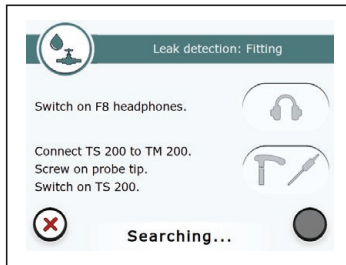 Leak detection: Fitting
Switch on F8 headphones.
Connect TS 200 to TM 200.
Screw on probe tip.
Switch on TS 200.
Searching...